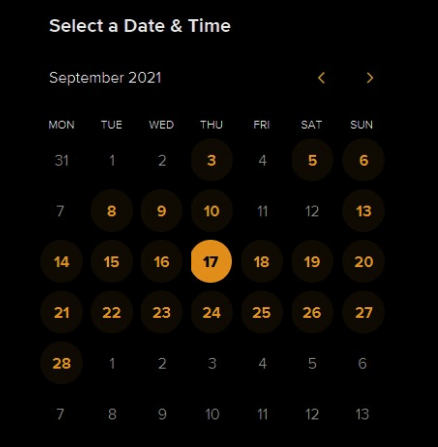 Select a Date & Time
September 2021
MON TUE WED THU FRI SAT SUN
31 1 2 3 4 5 6
7 8 9 10 11 12 13
14 15 16 17 18 19 20
21 22 23 24 25 26 27
28 1 2 3 4 5 6
7 8 9 10 11 12 13